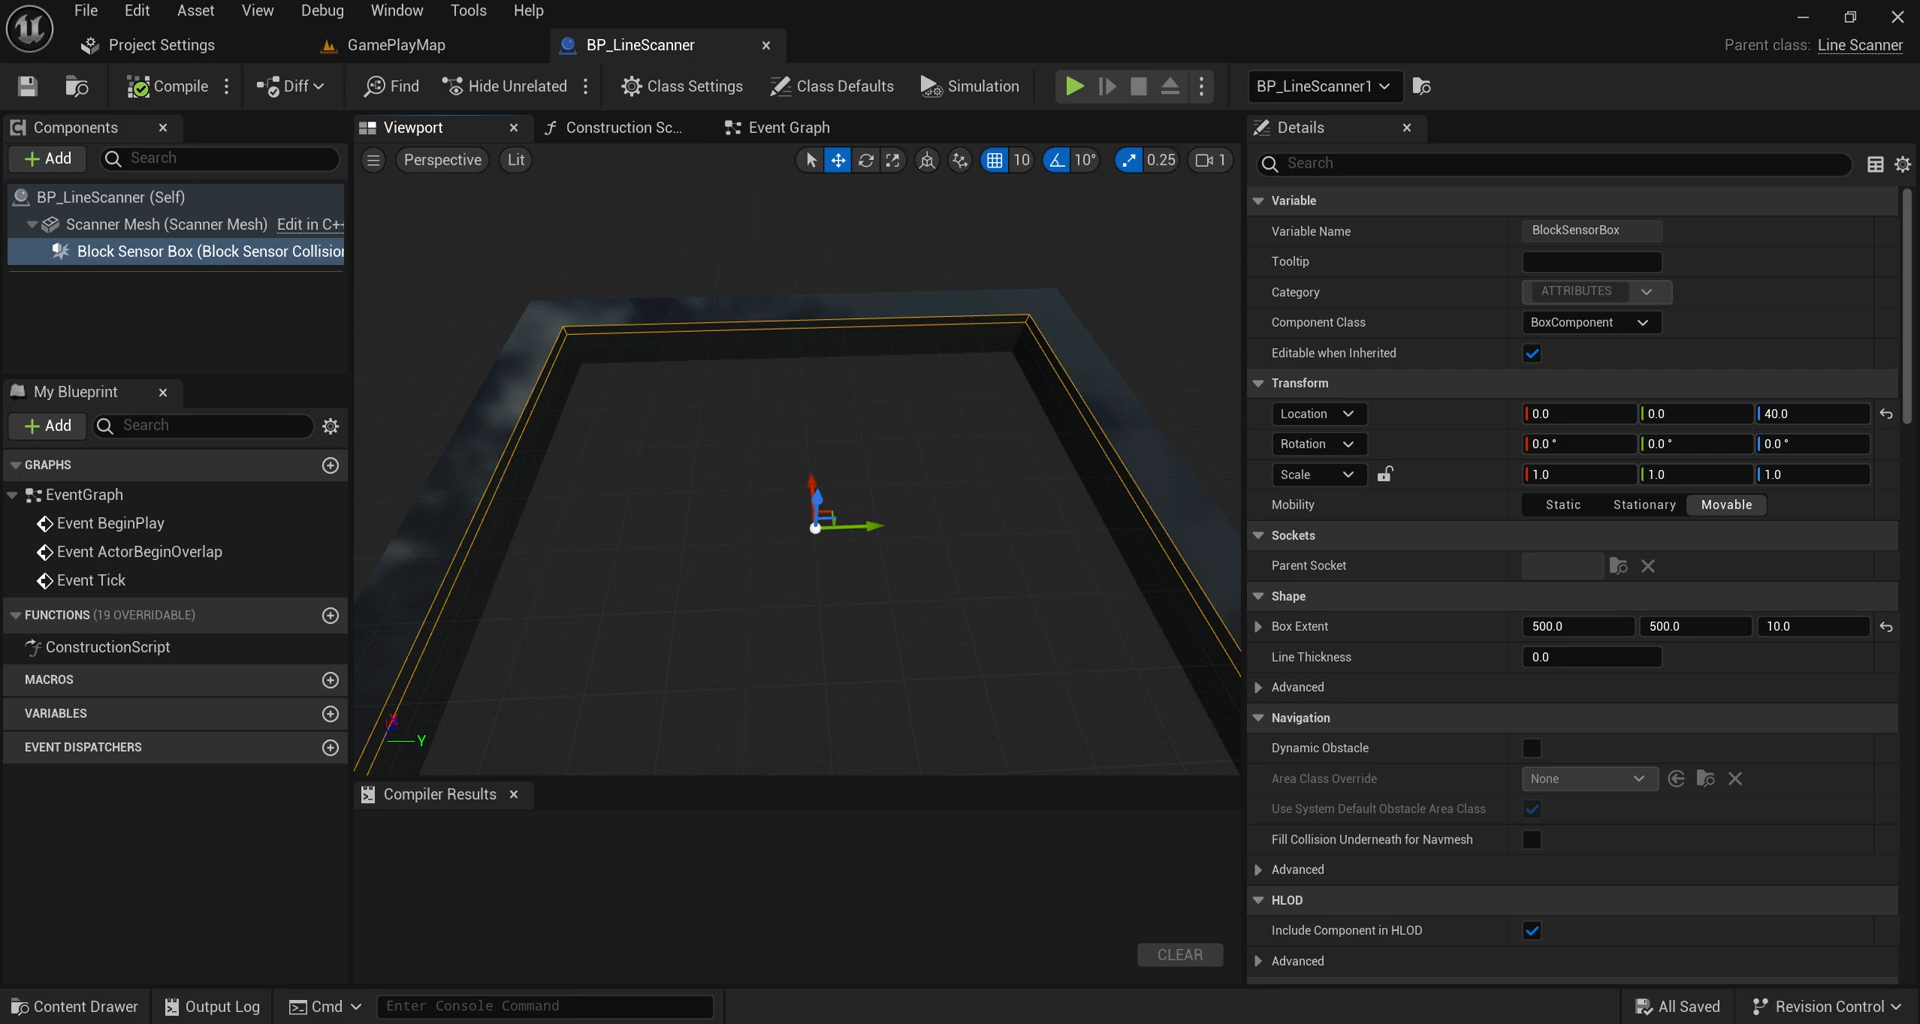 File Edit Asset View Debug Window Tools Help
Project Settings GamePlayMap BP_LineScanner Parent class: Line Scanner
Compile Diff Find Hide Unrelated Class Settings Class Defaults Simulation BP_LineScanner1
Components
Add Search
BP_LineScanner (Self)
Scanner Mesh (Scanner Mesh) Edit in C++
Block Sensor Box (Block Sensor Collision
My Blueprint
Add Search
GRAPHS
EventGraph
Event BeginPlay
Event ActorBeginOverlap
Event Tick
FUNCTIONS (19 OVERRIDABLE)
ConstructionScript
MACROS
VARIABLES
EVENT DISPATCHERS
Viewport Construction Sc... Event Graph
Perspective Lit 10 10° 0.25 1
X
Y
Compiler Results
CLEAR
Details
Search
Variable
Variable Name BlockSensorBox
Tooltip
Category ATTRIBUTES
Component Class BoxComponent
Editable when Inherited
Transform
Location 0.0 0.0 40.0
Rotation 0.0 ° 0.0 ° 0.0 °
Scale 1.0 1.0 1.0
Mobility Static Stationary Movable
Sockets
Parent Socket
Shape
Box Extent 500.0 500.0 10.0
Line Thickness 0.0
Advanced
Navigation
Dynamic Obstacle
Area Class Override None
Use System Default Obstacle Area Class
Fill Collision Underneath for Navmesh
Advanced
HLOD
Include Component in HLOD
Advanced
Content Drawer Output Log Cmd Enter Console Command All Saved Revision Control